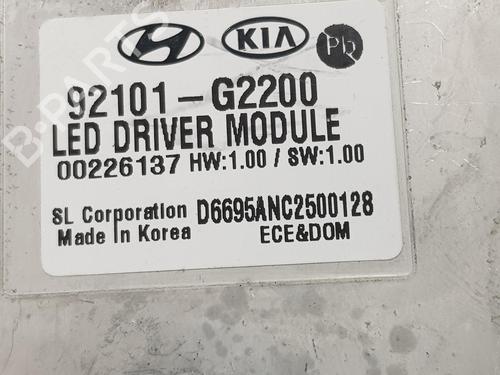 KIA Pb
92101-G2200
LED DRIVER MODULE
00226137 HW:1.00 / SW:1.00
SL Corporation D6695ANC2500128
Made in Korea ECE&DOM
B-PARTS